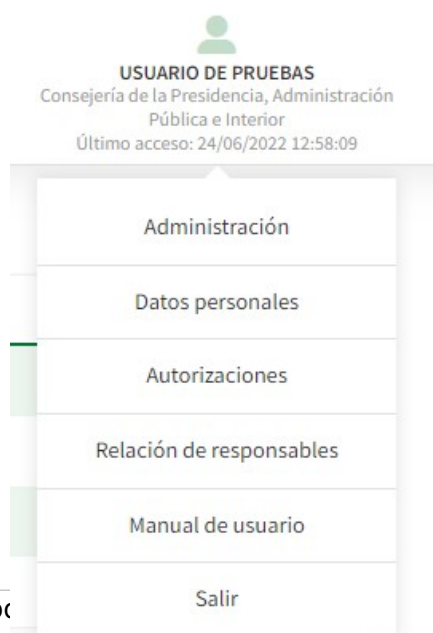 USUARIO DE PRUEBAS
Consejería de la Presidencia, Administración
Pública e Interior
Último acceso: 24/06/2022 12:58:09
Administración
Datos personales
Autorizaciones
Relación de responsables
Manual de usuario
Salir